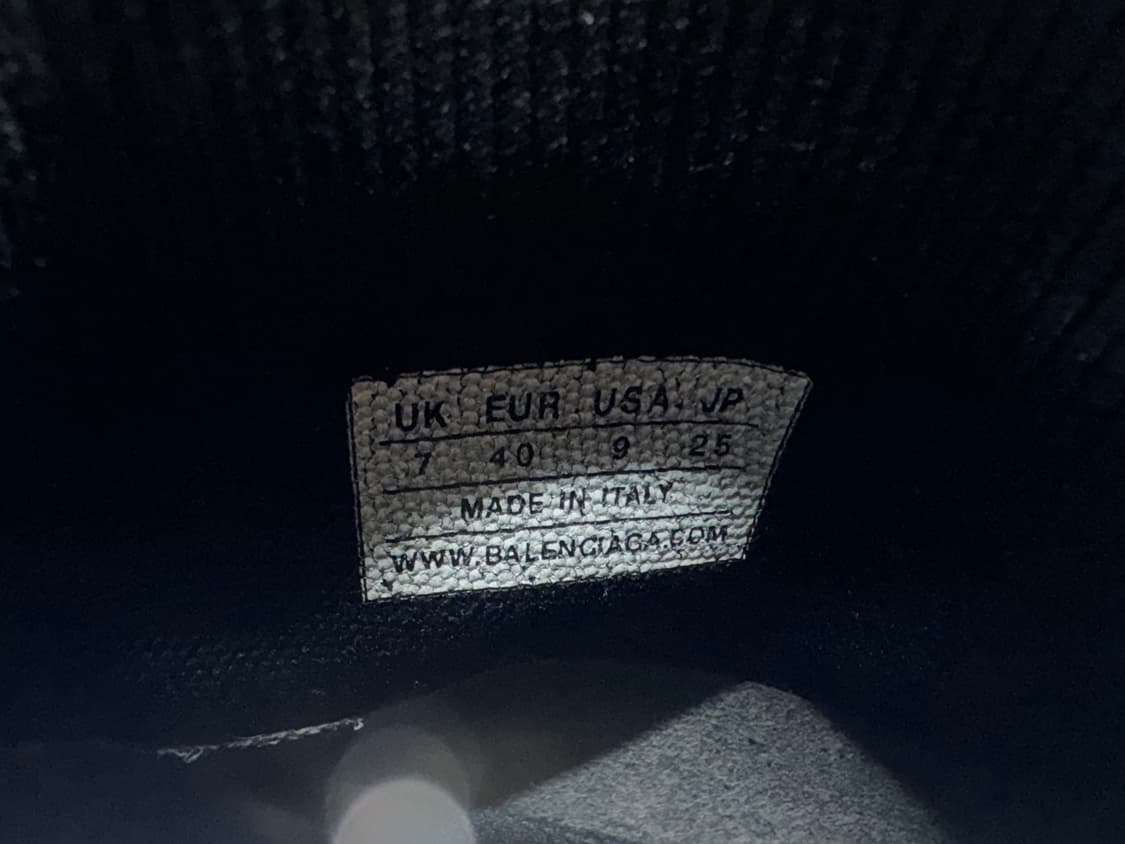 UK EUR USA JP
7 40 9 25
MADE IN ITALY
WWW.BALENCIAGA.COM